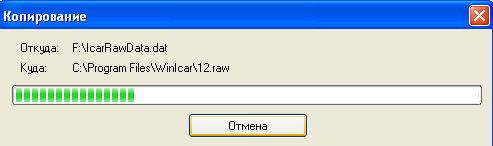 Копирование
Откуда: F:\IcarRawData.dat
Куда: C:\Program Files\WinIcar\12.raw
Отмена